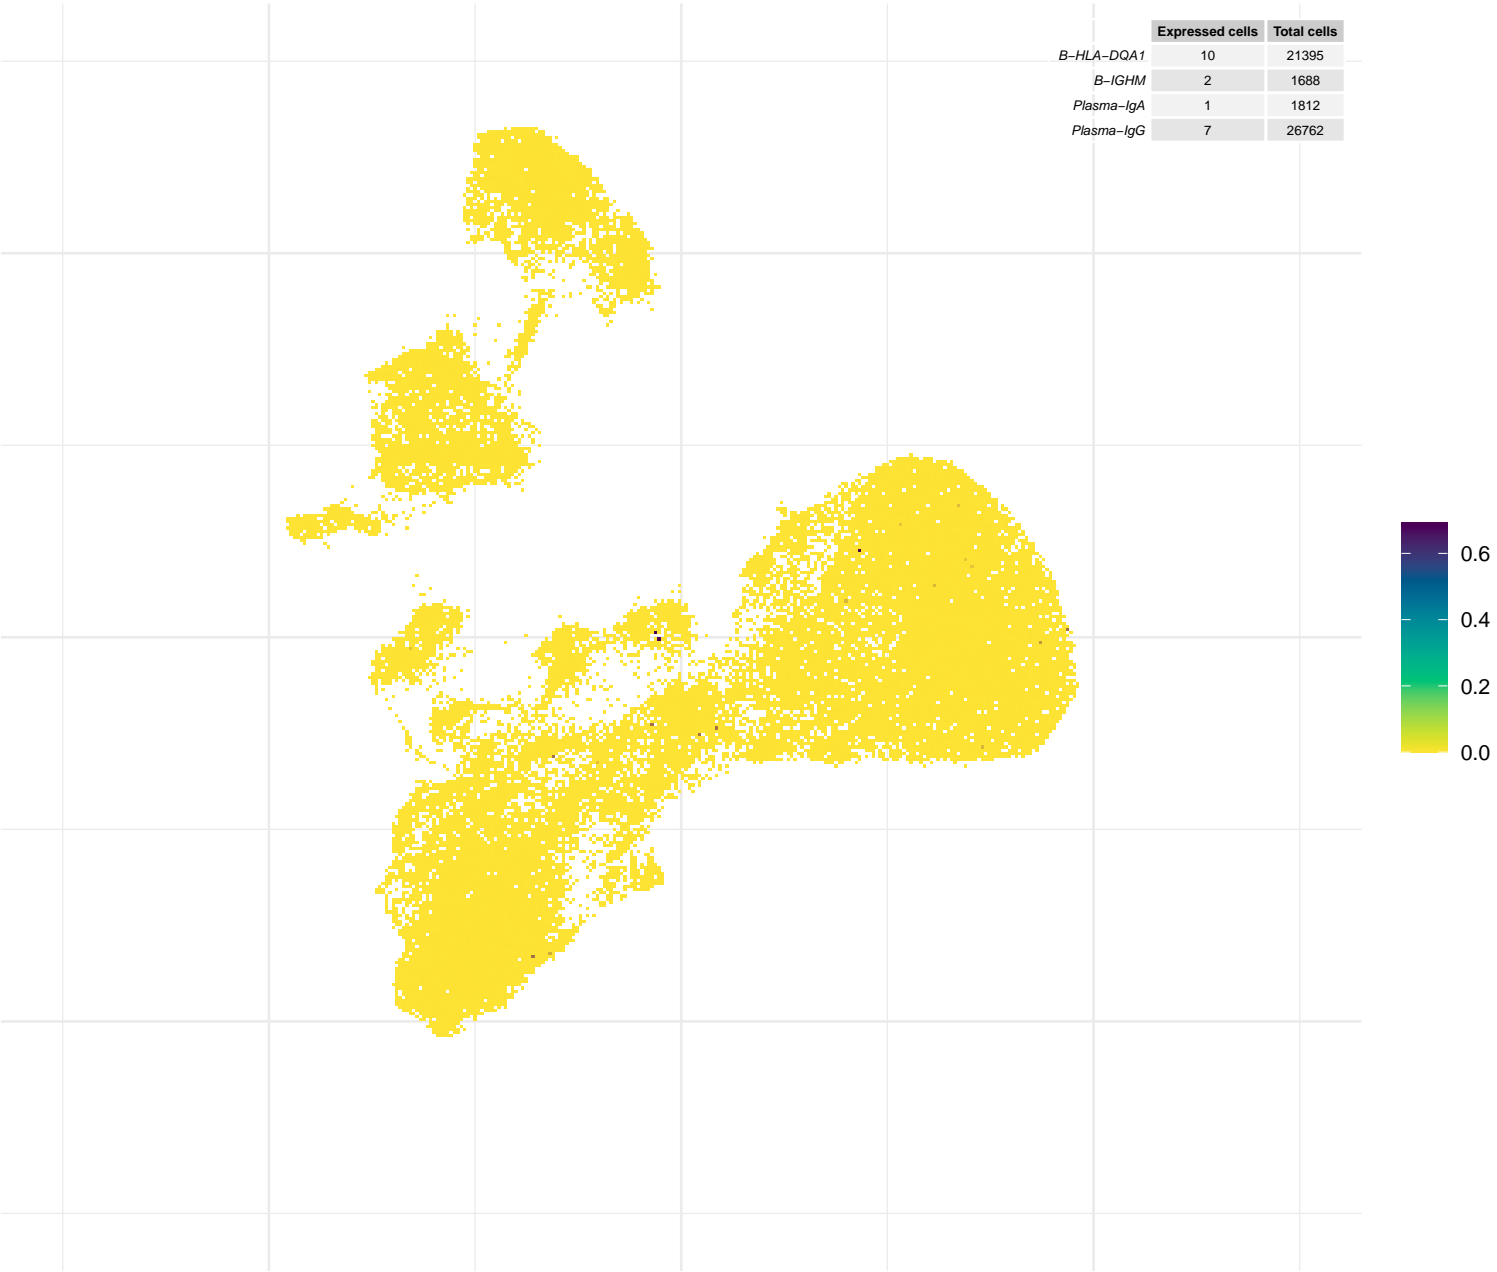 Expressed cells Total cells
B−HLA−DQA1 10 21395
B−IGHM 2 1688
Plasma−IgA 1 1812
Plasma−IgG 7 26762
0.6
0.4
0.2
0.0